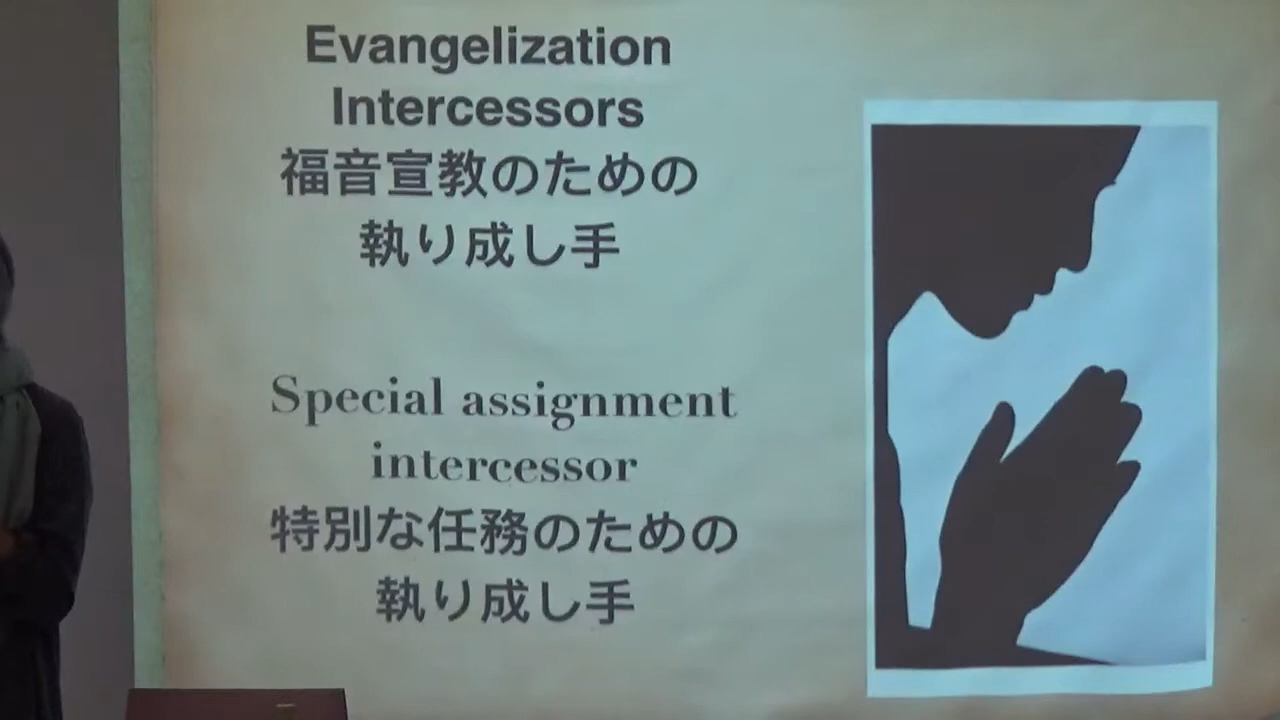 Evangelization
Intercessors
福音宣教のための
執り成し手
Special assignment
intercessor
特別な任務のための
執り成し手